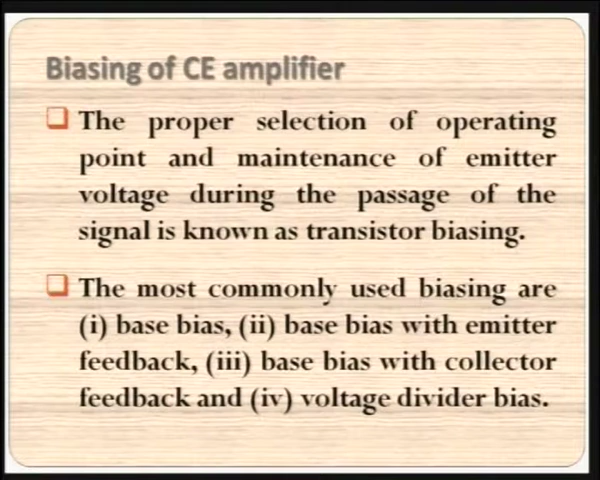 Biasing of CE amplifier
The proper selection of operating
point and maintenance of emitter
voltage during the passage of the
signal is known as transistor biasing.
The most commonly used biasing are
(i) base bias, (ii) base bias with emitter
feedback, (iii) base bias with collector
feedback and (iv) voltage divider bias.